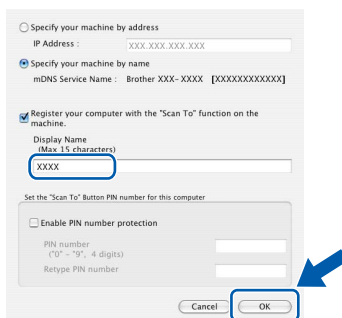 Specify your machine by address
IP Address : XXX.XXX.XXX.XXX
Specify your machine by name
mDNS Service Name : Brother XXX-XXXX [XXXXXXXXXXXX]
Register your computer with the "Scan To" function on the
machine.
Display Name
(Max 15 characters)
XXXX
Set the "Scan To" Button PIN number for this computer
Enable PIN number protection
PIN number
("0" - "9", 4 digits)
Retype PIN number
Cancel OK